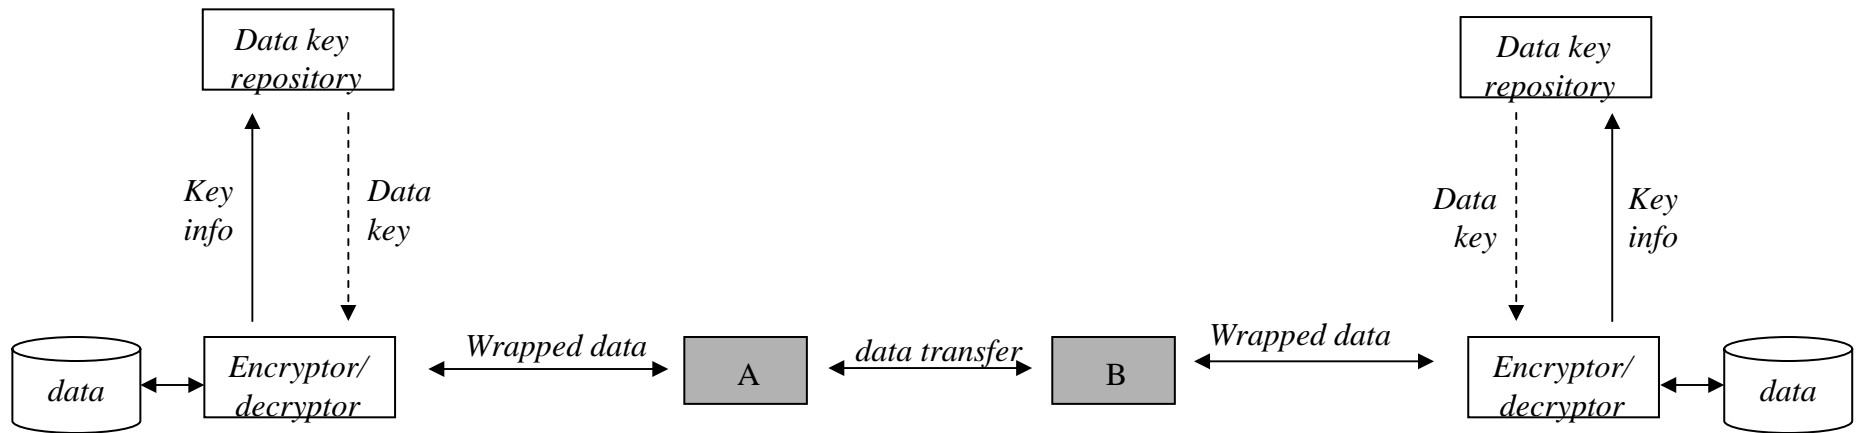 Data key
repository
Data key
repository
Key
info
Data
key
Data
key
Key
info
data
Encryptor/
decryptor
Wrapped data
A
data transfer
B
Wrapped data
Encryptor/
decryptor
data